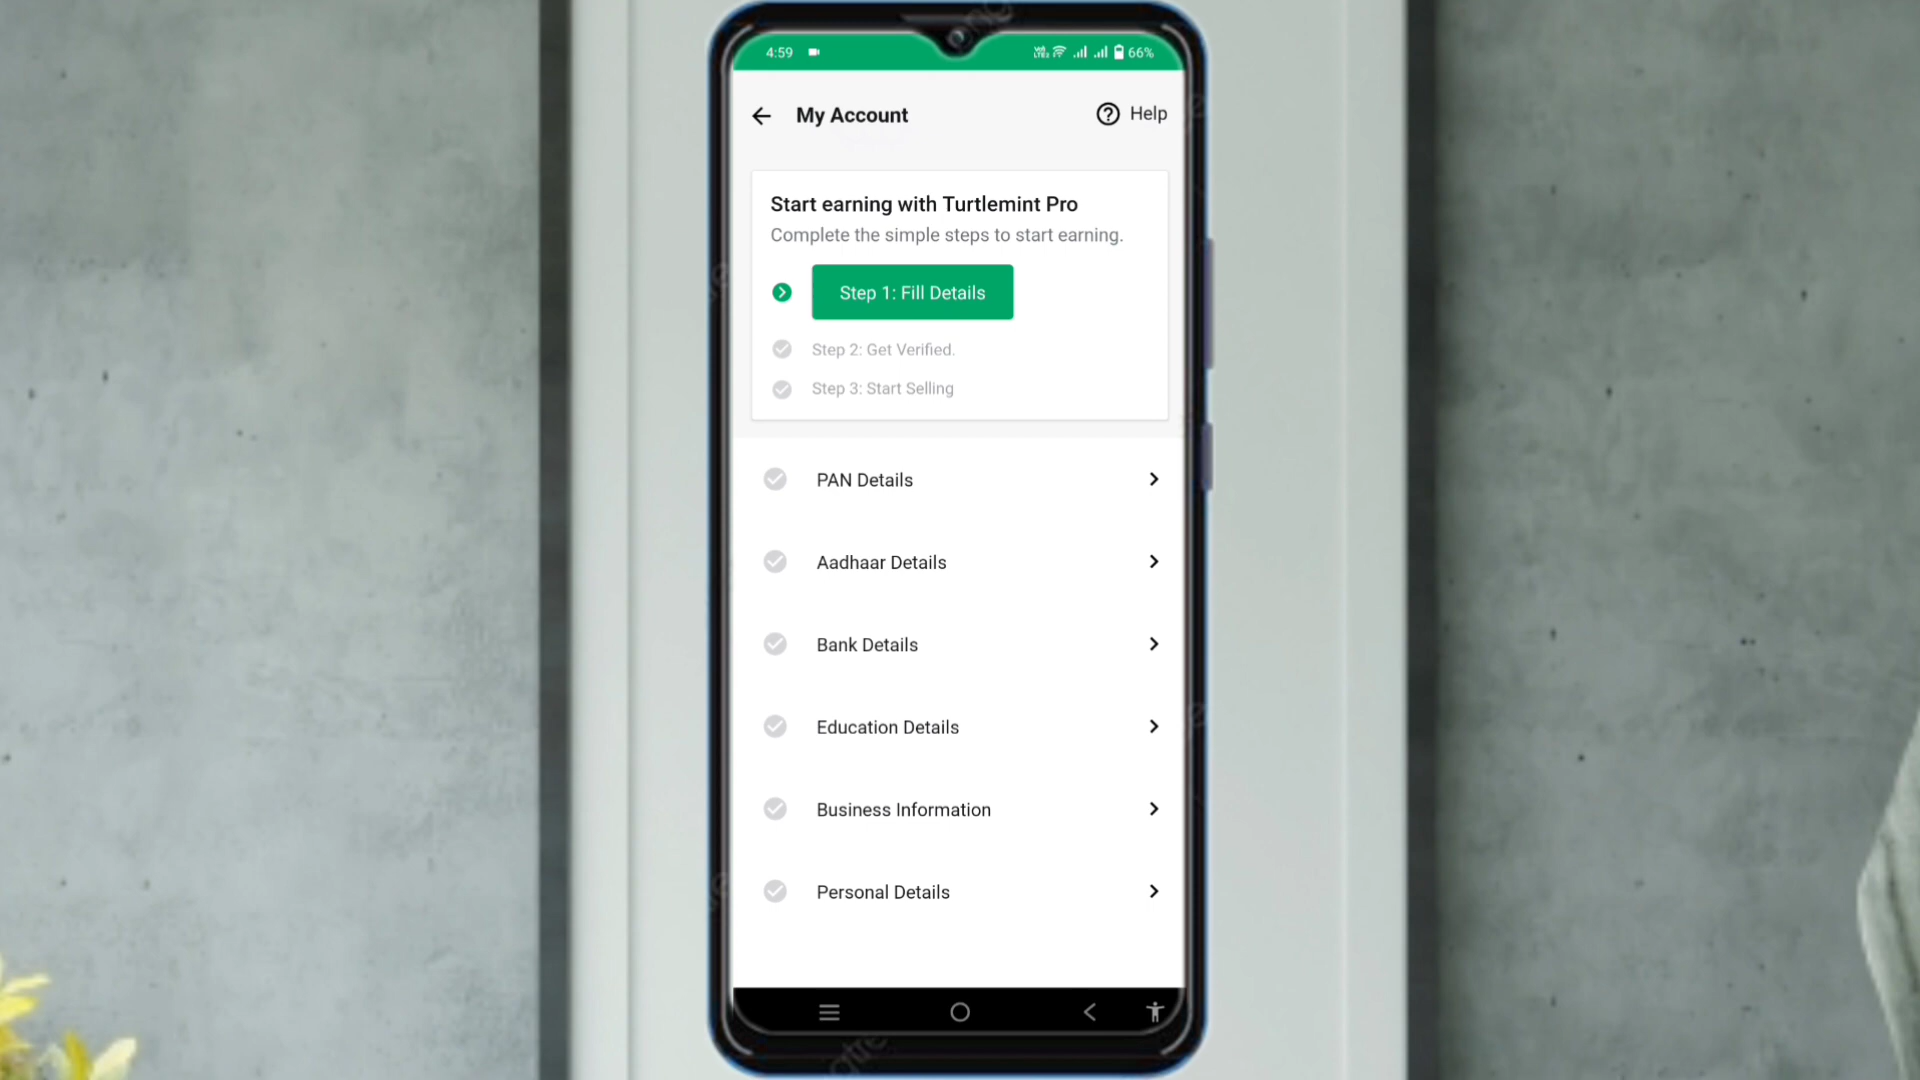 4:59
66%
My Account
Help
Start earning with Turtlemint Pro
Complete the simple steps to start earning.
Step 1: Fill Details
Step 2: Get Verified.
Step 3: Start Selling
PAN Details
Aadhaar Details
Bank Details
Education Details
Business Information
Personal Details